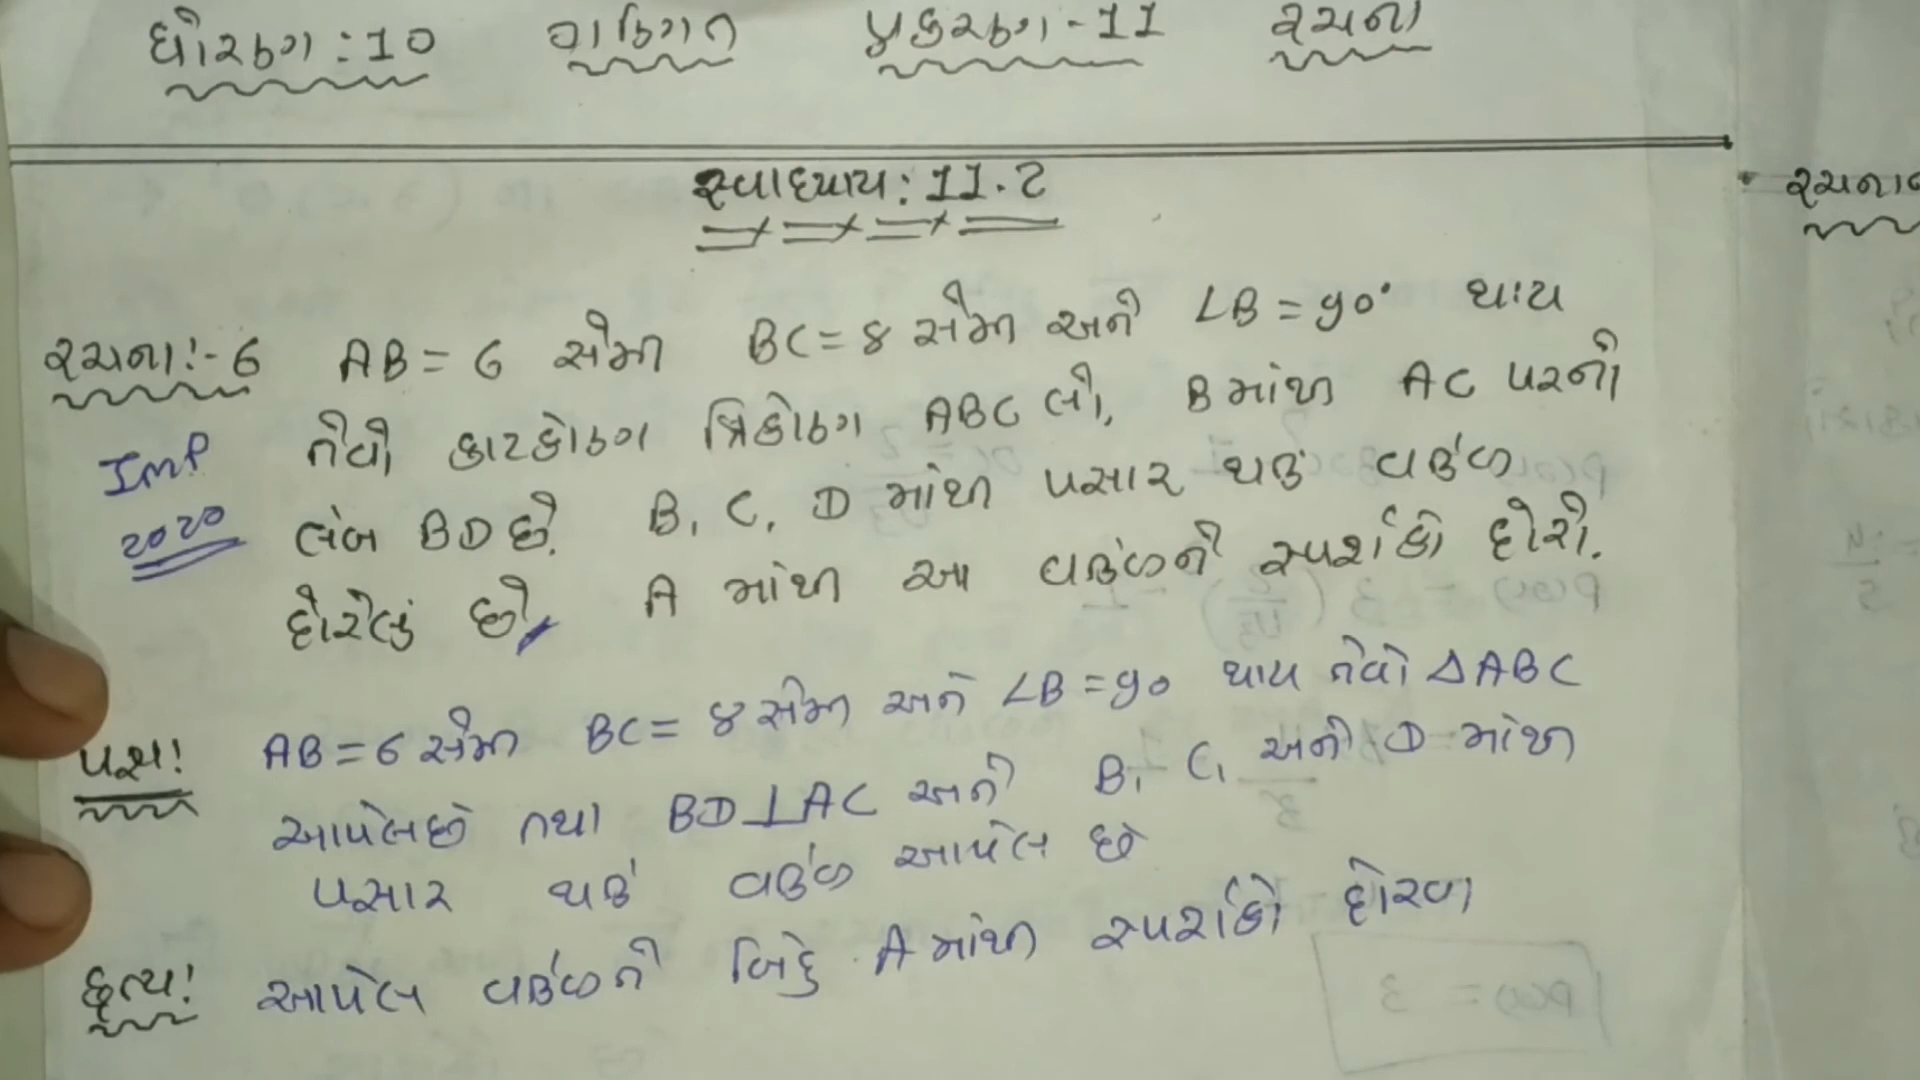 ધોરણ : 10 ગણિત પ્રકરણ - 11 રચના
સ્વાધ્યાય : 11.2
રચના :- 6 AB = 6 સેમી BC = 8 સેમી અને ∠B = 90° થાય
તેવો કાટકોણ ત્રિકોણ ABC લો, B માંથી AC પરનો
લંબ BD છે. B, C, D માંથી પસાર થતું વર્તુળ
દોરેલું છે, A માંથી આ વર્તુળને સ્પર્શકો દોરો.
Imp
2020
પક્ષ : AB = 6 સેમી BC = 8 સેમી અને ∠B = 90 થાય તેવો ΔABC
આપેલ છે તથા BD⊥AC અને B, C, અને D માંથી
પસાર થતું વર્તુળ આપેલ છે
કૃત્ય : આપેલ વર્તુળને બિંદુ A માંથી સ્પર્શકો દોરવા